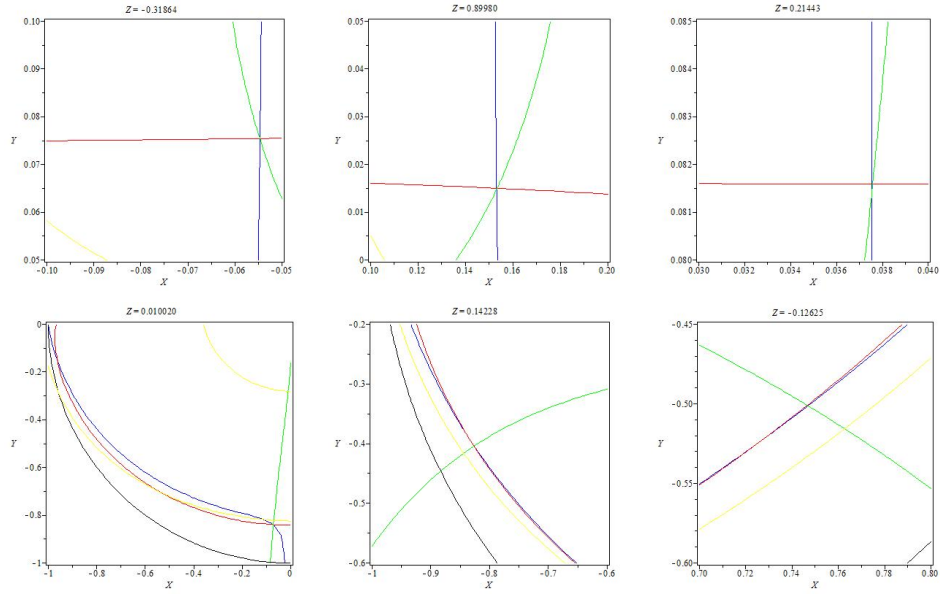 Z = −0.31864
0.10
0.09
0.08
Y
0.07
0.06
0.05
−0.10 −0.09 −0.08 −0.07 −0.06 −0.05
X
Z = 0.89980
0.05
0.04
0.03
Y
0.02
0.01
0
0.10 0.12 0.14 0.16 0.18 0.20
X
Z = 0.21443
0.085
0.084
0.083
Y
0.082
0.081
0.080
0.030 0.032 0.034 0.036 0.038 0.040
X
Z = 0.010020
0
−0.2
−0.4
Y
−0.6
−0.8
−1
−1 −0.8 −0.6 −0.4 −0.2 0
X
Z = 0.14228
−0.2
−0.3
Y
−0.4
−0.5
−0.6
−1 −0.9 −0.8 −0.7 −0.6
X
Z = −0.12625
−0.45
Y
−0.50
−0.55
−0.60
0.70 0.72 0.74 0.76 0.78 0.80
X